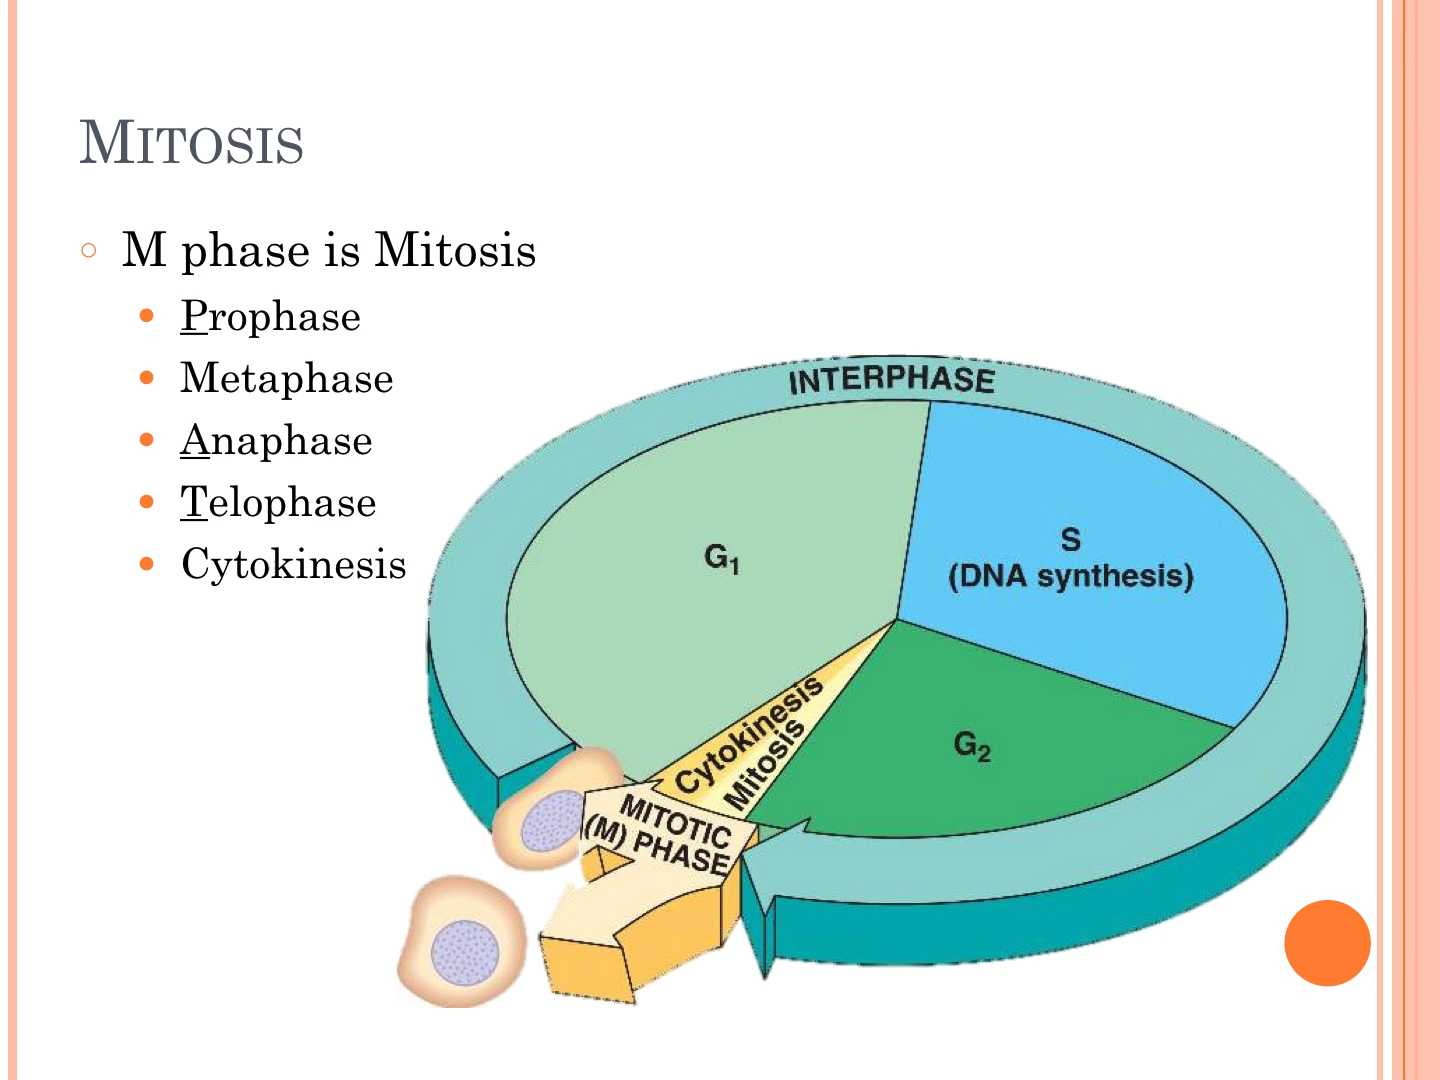 MITOSIS
M phase is Mitosis
Prophase
Metaphase
Anaphase
Telophase
Cytokinesis
INTERPHASE
G₁
S
(DNA synthesis)
G₂
Cytokinesis
Mitosis
MITOTIC
(M) PHASE